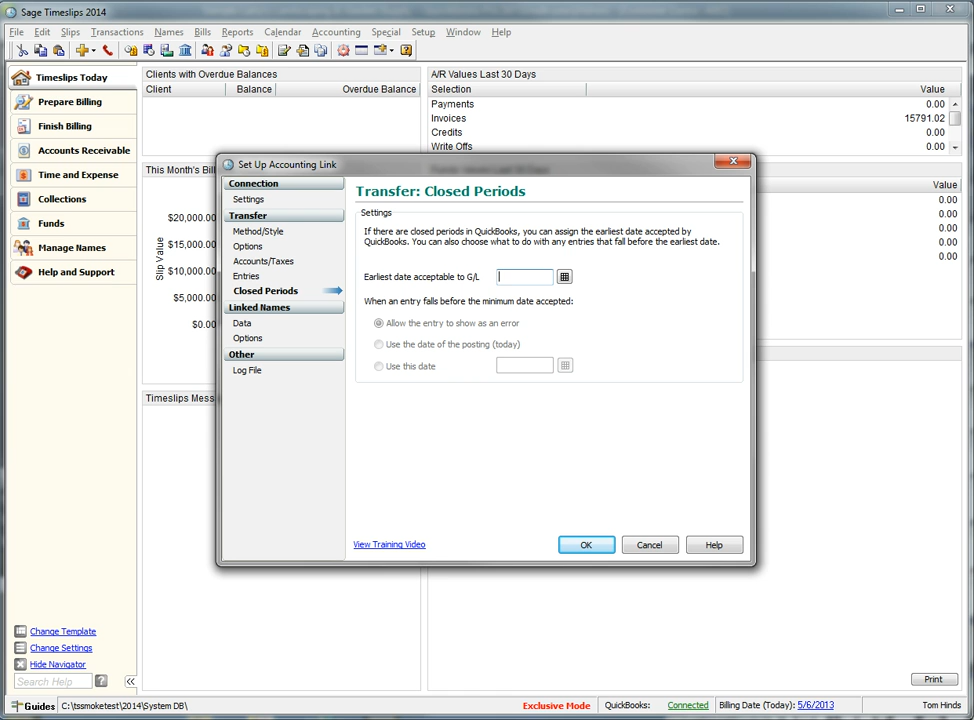 Sage Timeslips 2014
File Edit Slips Transactions Names Bills Reports Calendar Accounting Special Setup Window Help
Timeslips Today
Prepare Billing
Finish Billing
Accounts Receivable
Time and Expense
Collections
Funds
Manage Names
Help and Support
Clients with Overdue Balances
Client Balance Overdue Balance
A/R Values Last 30 Days
Selection Value
Payments 0.00
Invoices 15791.02
Credits 0.00
Write Offs 0.00
This Month's Bil
Value
$20,000.00
$15,000.00
$10,000.00
$5,000.00
$0.00
Slip Value
0.00
0.00
0.00
0.00
0.00
Timeslips Mess
Set Up Accounting Link
Connection
Settings
Transfer
Method/Style
Options
Accounts/Taxes
Entries
Closed Periods
Linked Names
Data
Options
Other
Log File
Transfer: Closed Periods
Settings
If there are closed periods in QuickBooks, you can assign the earliest date accepted by
QuickBooks. You can also choose what to do with any entries that fall before the earliest date.
Earliest date acceptable to G/L
When an entry falls before the minimum date accepted:
Allow the entry to show as an error
Use the date of the posting (today)
Use this date
View Training Video
OK Cancel Help
Change Template
Change Settings
Hide Navigator
Search Help
Print
Guides C:\tssmoketest\2014\System DB\ Exclusive Mode QuickBooks: Connected Billing Date (Today): 5/6/2013 Tom Hinds